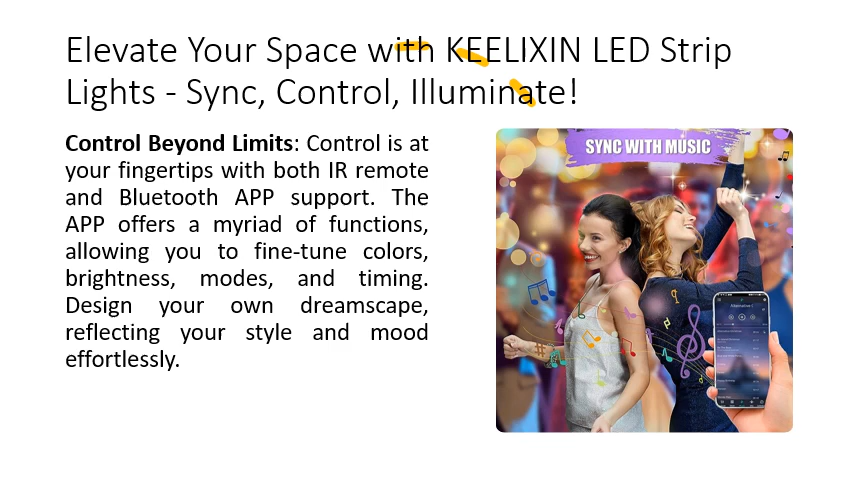 Elevate Your Space with KEELIXIN LED Strip
Lights - Sync, Control, Illuminate!
Control Beyond Limits: Control is at
your fingertips with both IR remote
and Bluetooth APP support. The
APP offers a myriad of functions,
allowing you to fine-tune colors,
brightness, modes, and timing.
Design your own dreamscape,
reflecting your style and mood
effortlessly.
SYNC WITH MUSIC